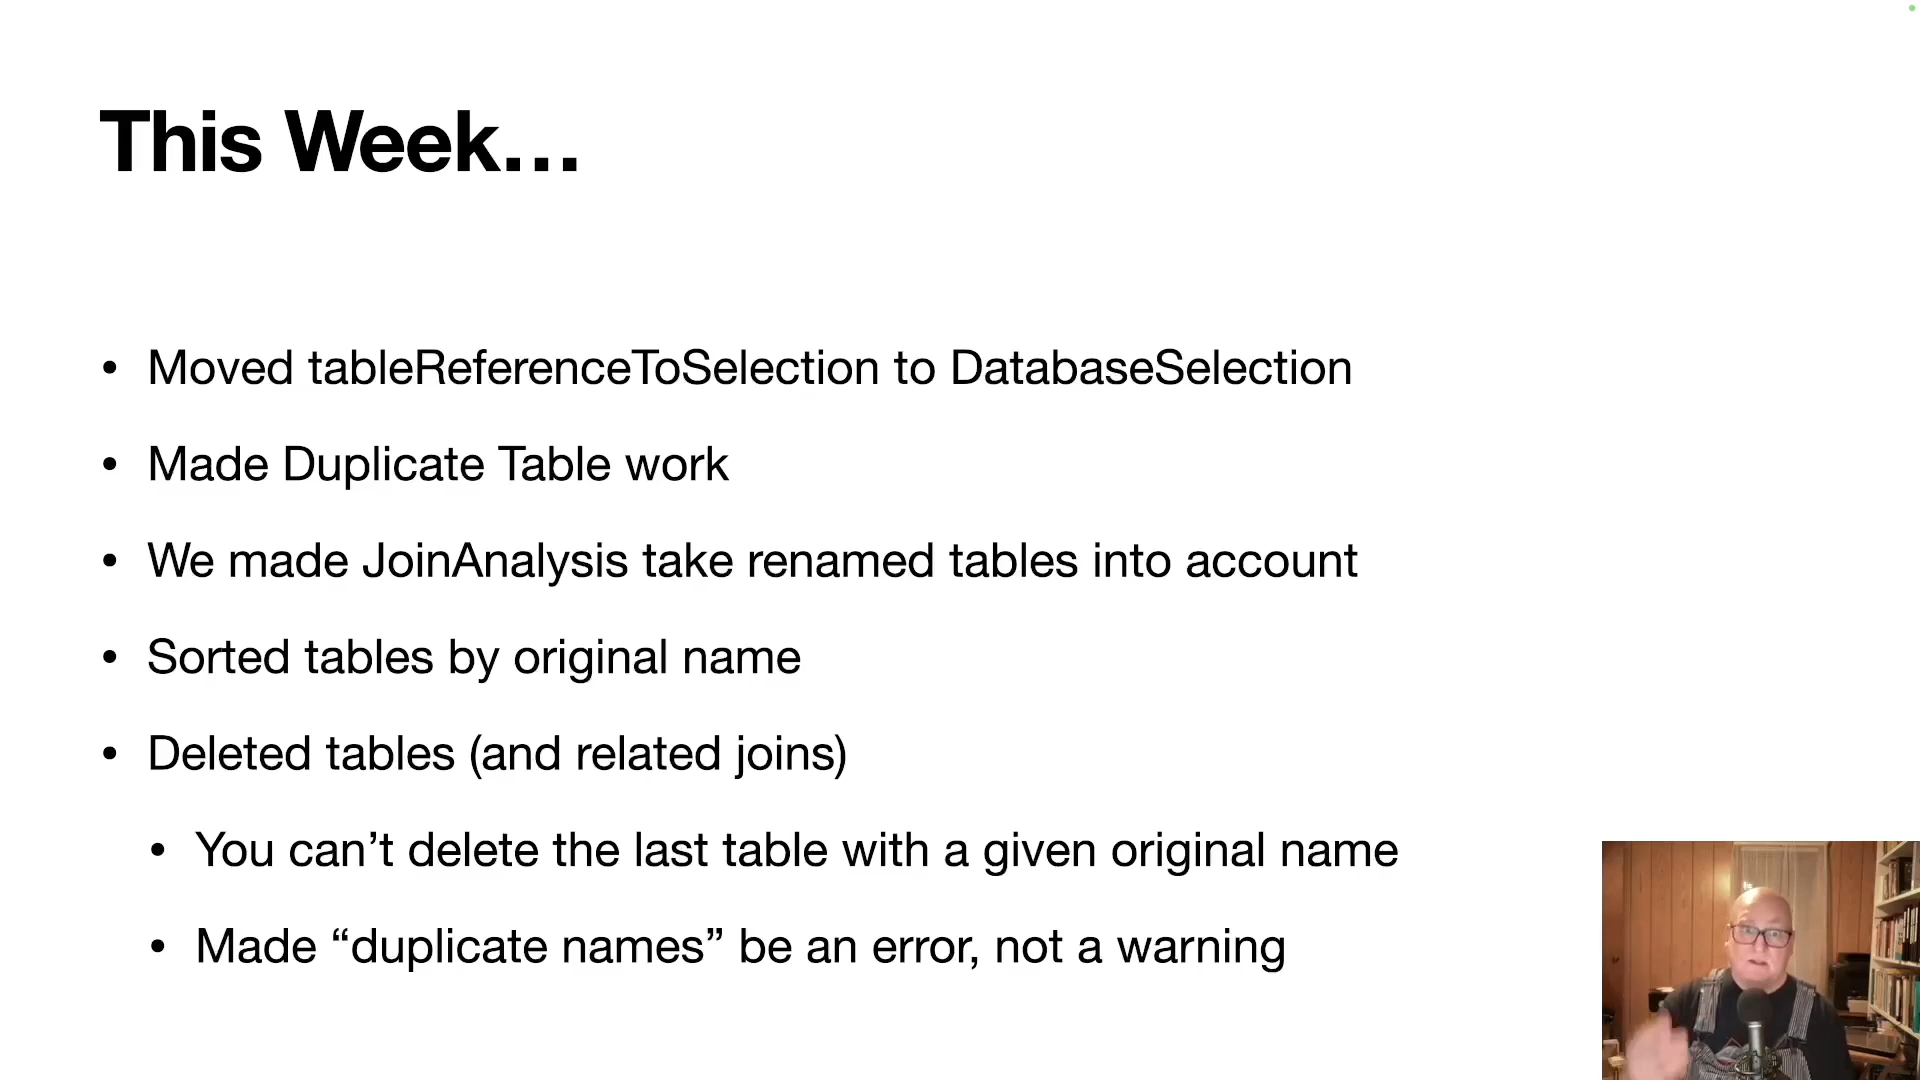 This Week…
• Moved tableReferenceToSelection to DatabaseSelection
• Made Duplicate Table work
• We made JoinAnalysis take renamed tables into account
• Sorted tables by original name
• Deleted tables (and related joins)
• You can’t delete the last table with a given original name
• Made “duplicate names” be an error, not a warning